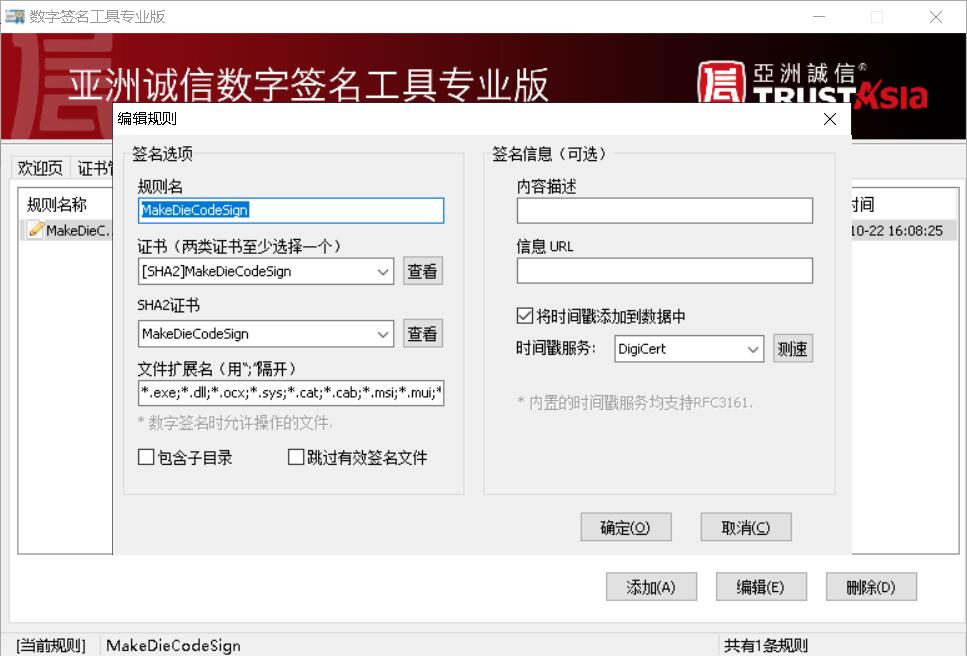 数字签名工具专业版
亚洲诚信数字签名工具专业版
亞洲誠信®
TRUSTAsia
编辑规则
欢迎页
证书
规则名称
时间
MakeDieC..
10-22 16:08:25
签名选项
规则名
MakeDieCodeSign
证书（两类证书至少选择一个）
[SHA2]MakeDieCodeSign
查看
SHA2证书
MakeDieCodeSign
查看
文件扩展名（用“;”隔开）
*.exe;*.dll;*.ocx;*.sys;*.cat;*.cab;*.msi;*.mui;*
* 数字签名时允许操作的文件.
包含子目录
跳过有效签名文件
签名信息（可选）
内容描述
信息 URL
将时间戳添加到数据中
时间戳服务：
DigiCert
测速
* 内置的时间戳服务均支持RFC3161.
确定(O)
取消(C)
添加(A)
编辑(E)
删除(D)
[当前规则]
MakeDieCodeSign
共有1条规则